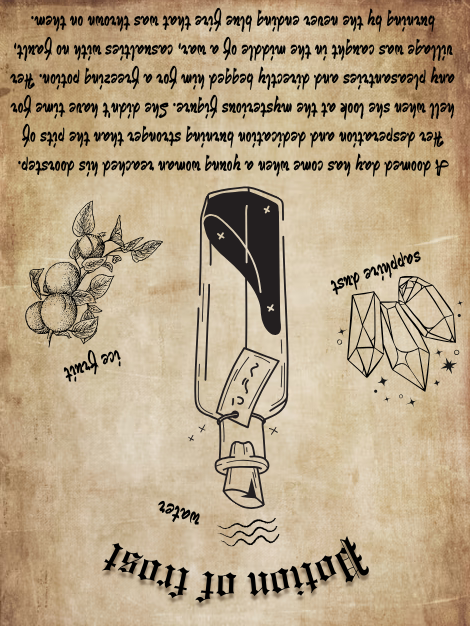 Potion of frost
water
ice fruit
sapphire dust
A doomed day has come when a young woman reached his doorstep.
Her desperation and dedication burning stronger than the pits of
hell when she look at the mysterious figure. She didn't have time for
any pleasantries and directly begged him for a freezing potion. Her
village was caught in the middle of a war, casualties with no fault,
burning by the never ending blue fire that was thrown on them.